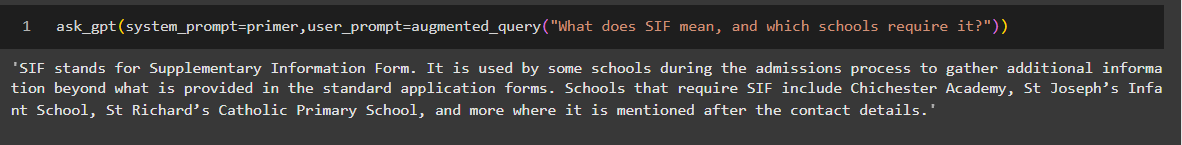 1 ask_gpt(system_prompt=primer,user_prompt=augmented_query("What does SIF mean, and which schools require it?"))
'SIF stands for Supplementary Information Form. It is used by some schools during the admissions process to gather additional informa
tion beyond what is provided in the standard application forms. Schools that require SIF include Chichester Academy, St Joseph’s Infa
nt School, St Richard’s Catholic Primary School, and more where it is mentioned after the contact details.'